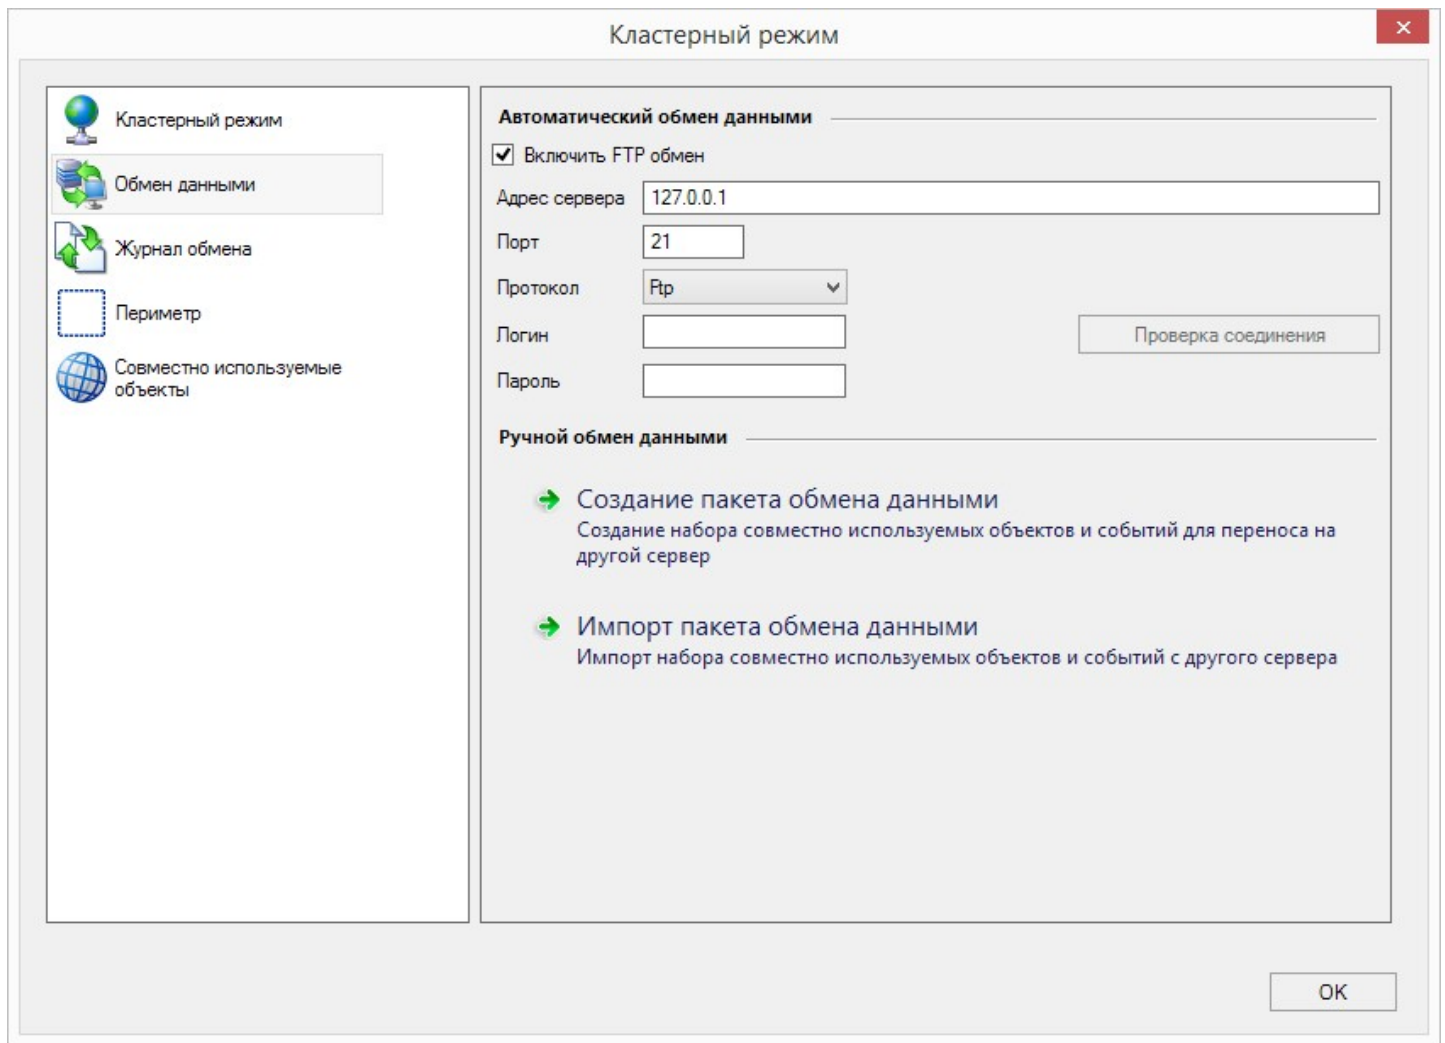 Кластерный режим
Кластерный режим
Обмен данными
Журнал обмена
Периметр
Совместно используемые
объекты
Автоматический обмен данными
Включить FTP обмен
Адрес сервера 127.0.0.1
Порт 21
Протокол Ftp
Логин
Проверка соединения
Пароль
Ручной обмен данными
Создание пакета обмена данными
Создание набора совместно используемых объектов и событий для переноса на
другой сервер
Импорт пакета обмена данными
Импорт набора совместно используемых объектов и событий с другого сервера
OK